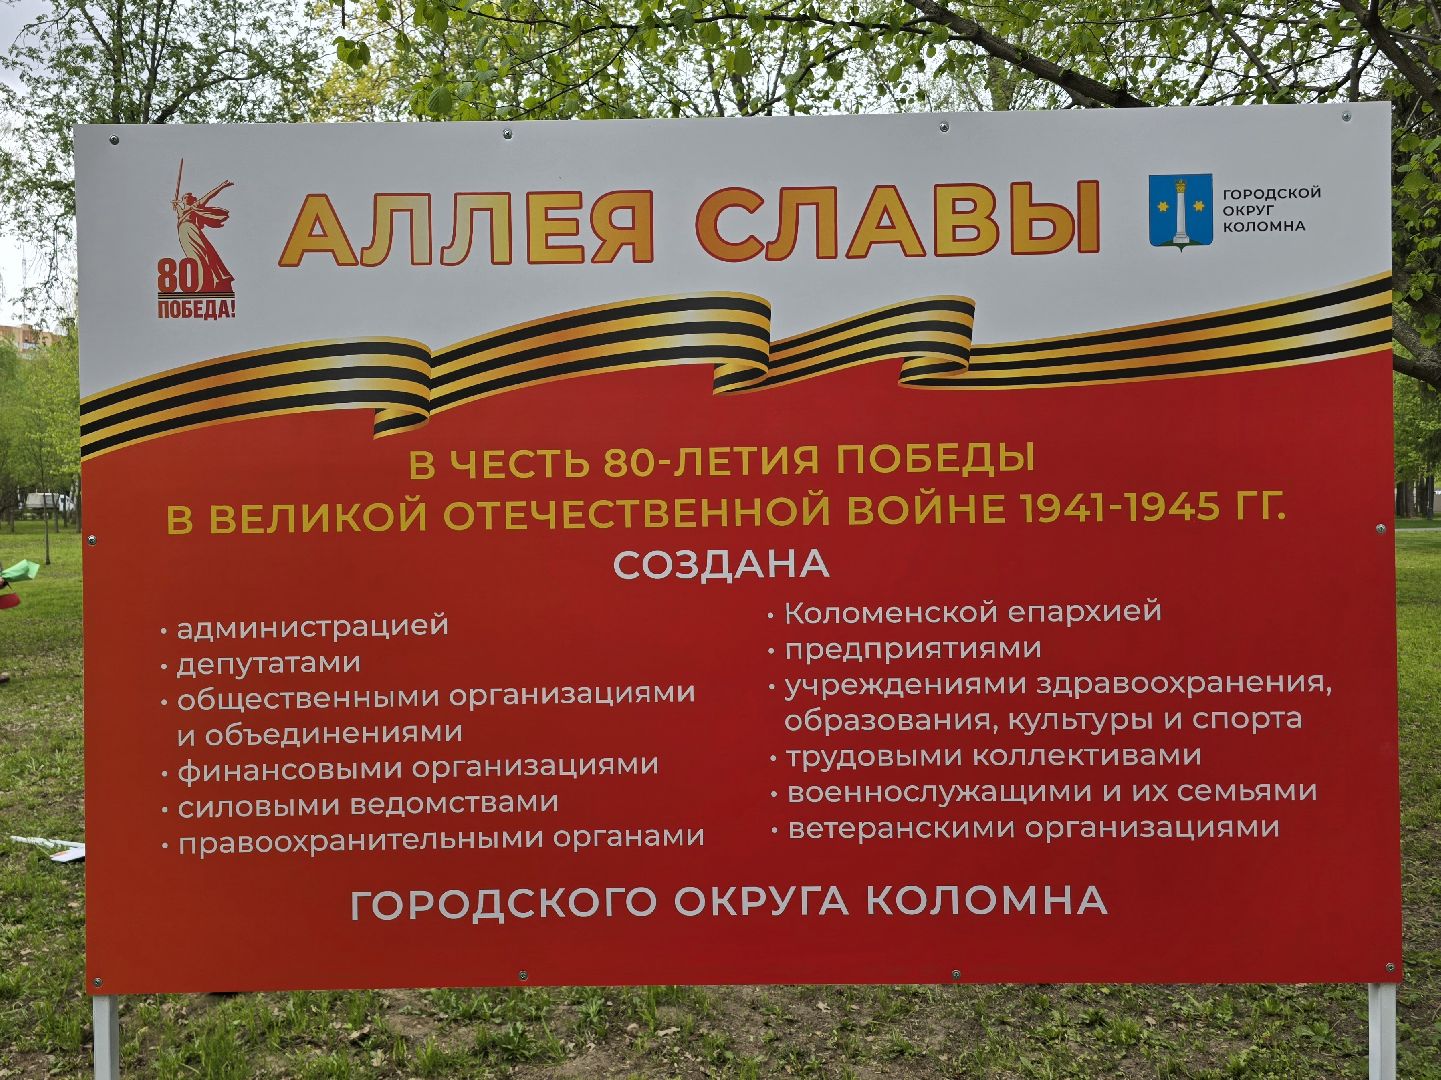 АЛЛЕЯ СЛАВЫ
80
ПОБЕДА!
ГОРОДСКОЙ
ОКРУГ
КОЛОМНА
В ЧЕСТЬ 80-ЛЕТИЯ ПОБЕДЫ
В ВЕЛИКОЙ ОТЕЧЕСТВЕННОЙ ВОЙНЕ 1941-1945 ГГ.
СОЗДАНА
• администрацией
• депутатами
• общественными организациями
и объединениями
• финансовыми организациями
• силовыми ведомствами
• правоохранительными органами
• Коломенской епархией
• предприятиями
• учреждениями здравоохранения,
образования, культуры и спорта
• трудовыми коллективами
• военнослужащими и их семьями
• ветеранскими организациями
ГОРОДСКОГО ОКРУГА КОЛОМНА